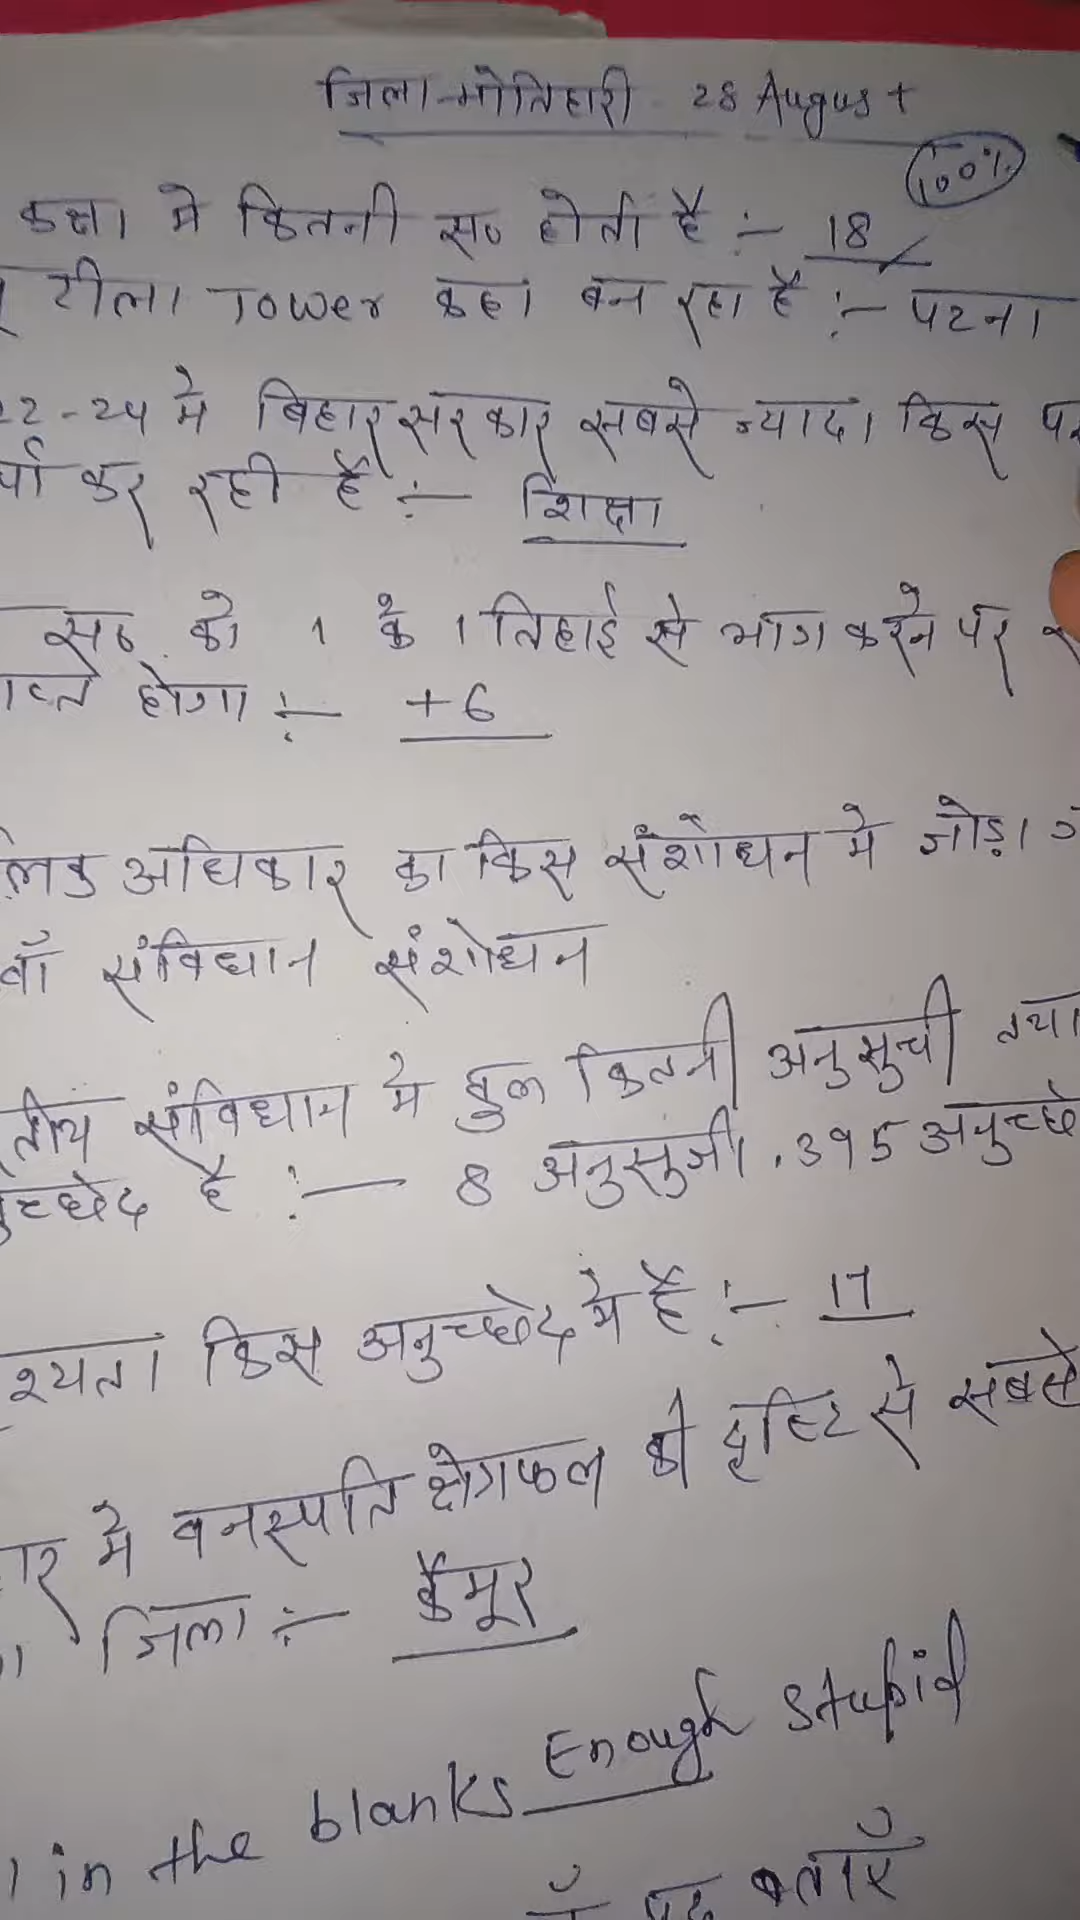 जिला-मोतिहारी 28 August
100%
कक्षा मे कितनी स० होती है :- 18
टीला Tower कहा बन रहा है :- पटना
22-24 मे बिहार सरकार सबसे ज्यादा किस
कर रही है :- शिक्षा
स० को 1 के 1 तिहाई से भाग करने पर
होगा :- +6
अधिकार का किस संशोधन मे जोड़ा
वाँ संविधान संशोधन
संविधान मे कुल कितनी अनुसुची तथा
है :- 8 अनुसुची, 395 अनुच्छे
श्यता किस अनुच्छेद मे है :- 17
मे वनस्पति क्षेत्रफल की दृष्टि से सबसे
जिला :- कैमूर
in the blanks Enough Stupid
पद बताएँ